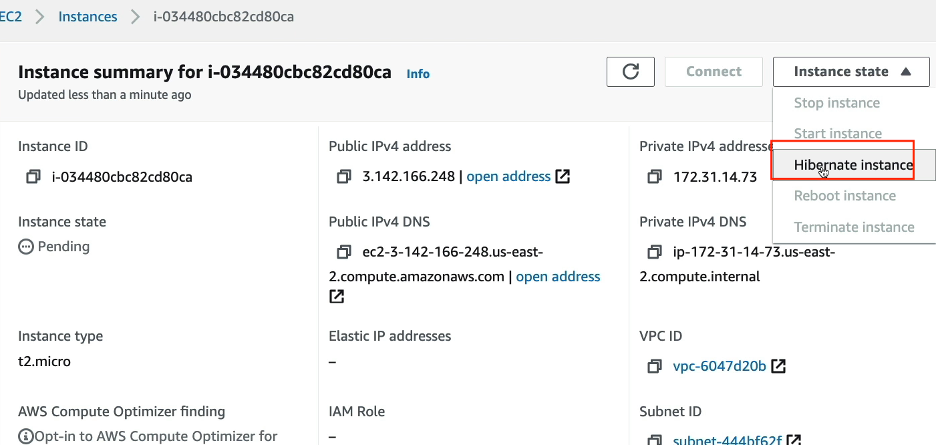 EC2 > Instances > i-034480cbc82cd80ca
Instance summary for i-034480cbc82cd80ca Info
Updated less than a minute ago
Connect
Instance state
Stop instance
Start instance
Hibernate instance
Reboot instance
Terminate instance
Instance ID
i-034480cbc82cd80ca
Public IPv4 address
3.142.166.248 | open address
Private IPv4 addresse
172.31.14.73
Instance state
Pending
Public IPv4 DNS
ec2-3-142-166-248.us-east-
2.compute.amazonaws.com | open address
Private IPv4 DNS
ip-172-31-14-73.us-east-
2.compute.internal
Instance type
t2.micro
Elastic IP addresses
–
VPC ID
vpc-6047d20b
AWS Compute Optimizer finding
Opt-in to AWS Compute Optimizer for
IAM Role
–
Subnet ID
subnet-444bf62f